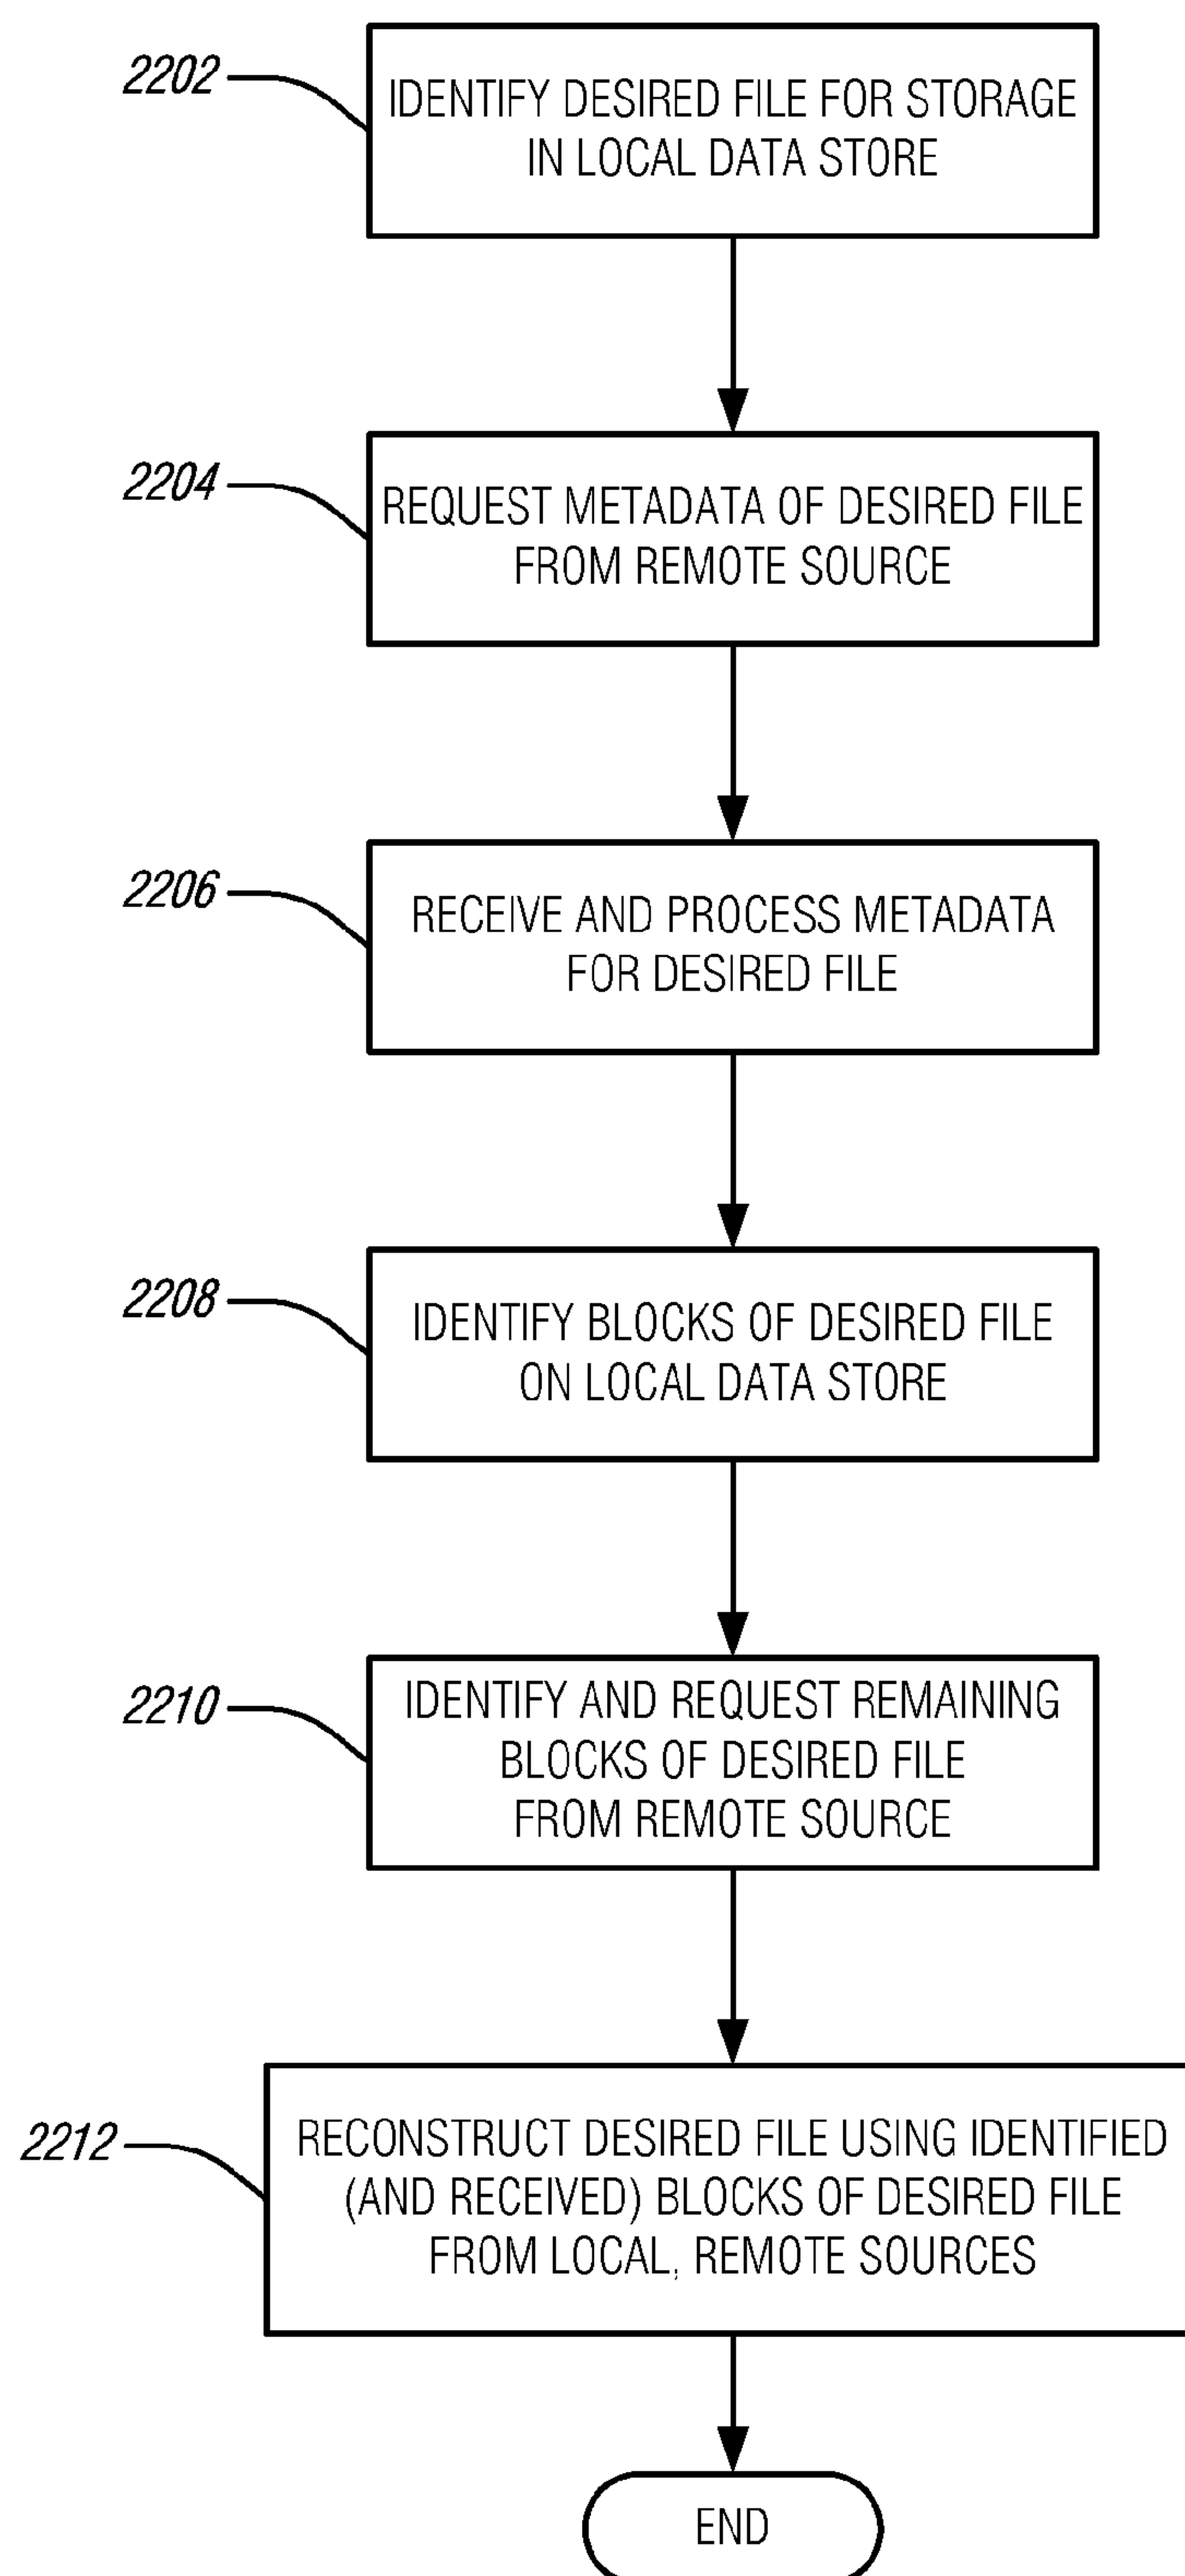 2202
IDENTIFY DESIRED FILE FOR STORAGE
IN LOCAL DATA STORE
2204
REQUEST METADATA OF DESIRED FILE
FROM REMOTE SOURCE
2206
RECEIVE AND PROCESS METADATA
FOR DESIRED FILE
2208
IDENTIFY BLOCKS OF DESIRED FILE
ON LOCAL DATA STORE
2210
IDENTIFY AND REQUEST REMAINING
BLOCKS OF DESIRED FILE
FROM REMOTE SOURCE
2212
RECONSTRUCT DESIRED FILE USING IDENTIFIED
(AND RECEIVED) BLOCKS OF DESIRED FILE
FROM LOCAL, REMOTE SOURCES
END